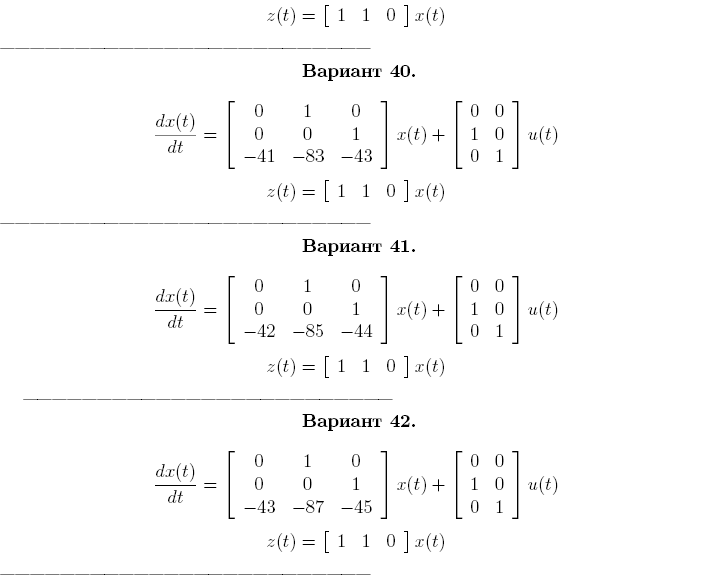 z(t) = [ 1 1 0 ] x(t)
Вариант 40.
dx(t)/dt = [ 0 1 0 ; 0 0 1 ; −41 −83 −43 ] x(t) + [ 0 0 ; 1 0 ; 0 1 ] u(t)
z(t) = [ 1 1 0 ] x(t)
Вариант 41.
dx(t)/dt = [ 0 1 0 ; 0 0 1 ; −42 −85 −44 ] x(t) + [ 0 0 ; 1 0 ; 0 1 ] u(t)
z(t) = [ 1 1 0 ] x(t)
Вариант 42.
dx(t)/dt = [ 0 1 0 ; 0 0 1 ; −43 −87 −45 ] x(t) + [ 0 0 ; 1 0 ; 0 1 ] u(t)
z(t) = [ 1 1 0 ] x(t)